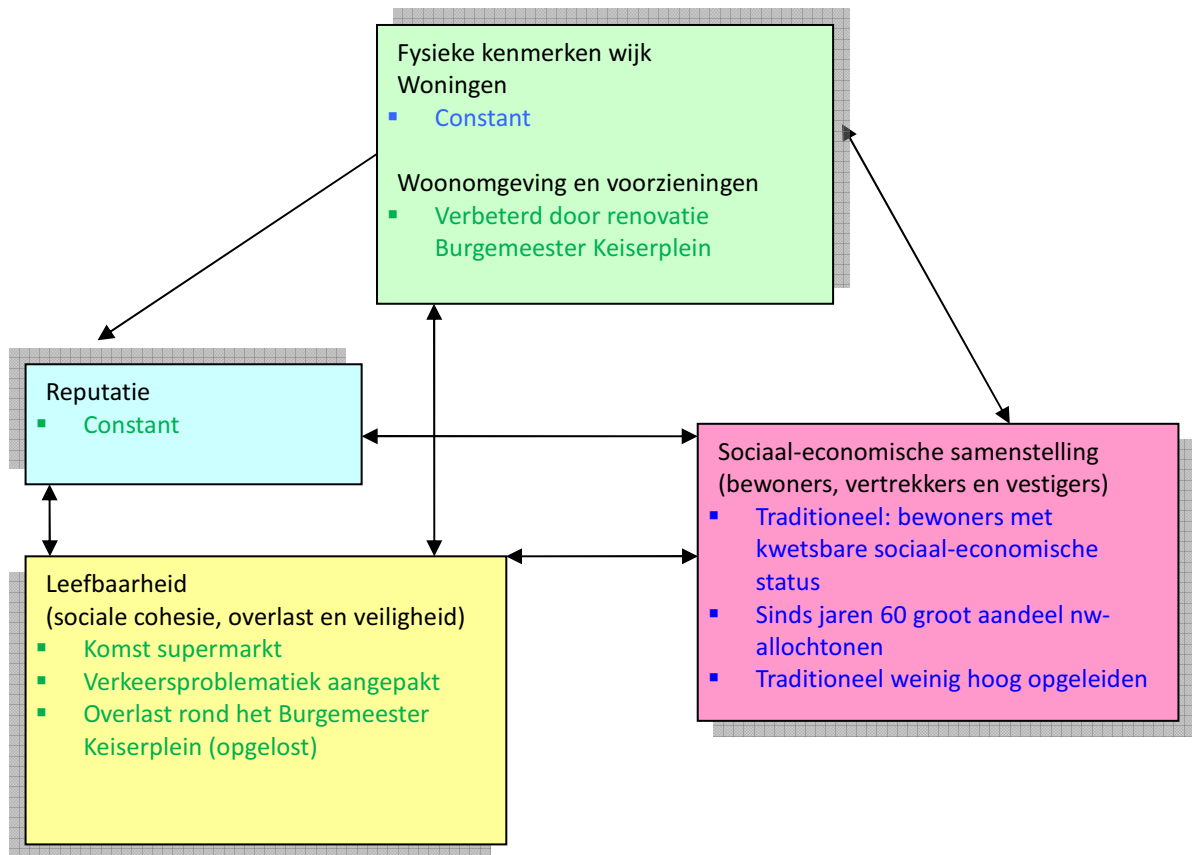 Fysieke kenmerken wijk
Woningen
▪ Constant
Woonomgeving en voorzieningen
▪ Verbeterd door renovatie
Burgemeester Keiserplein
Reputatie
▪ Constant
Sociaal-economische samenstelling
(bewoners, vertrekkers en vestigers)
▪ Traditioneel: bewoners met
kwetsbare sociaal-economische
status
▪ Sinds jaren 60 groot aandeel nw-
allochtonen
▪ Traditioneel weinig hoog opgeleiden
Leefbaarheid
(sociale cohesie, overlast en veiligheid)
▪ Komst supermarkt
▪ Verkeersproblematiek aangepakt
▪ Overlast rond het Burgemeester
Keiserplein (opgelost)